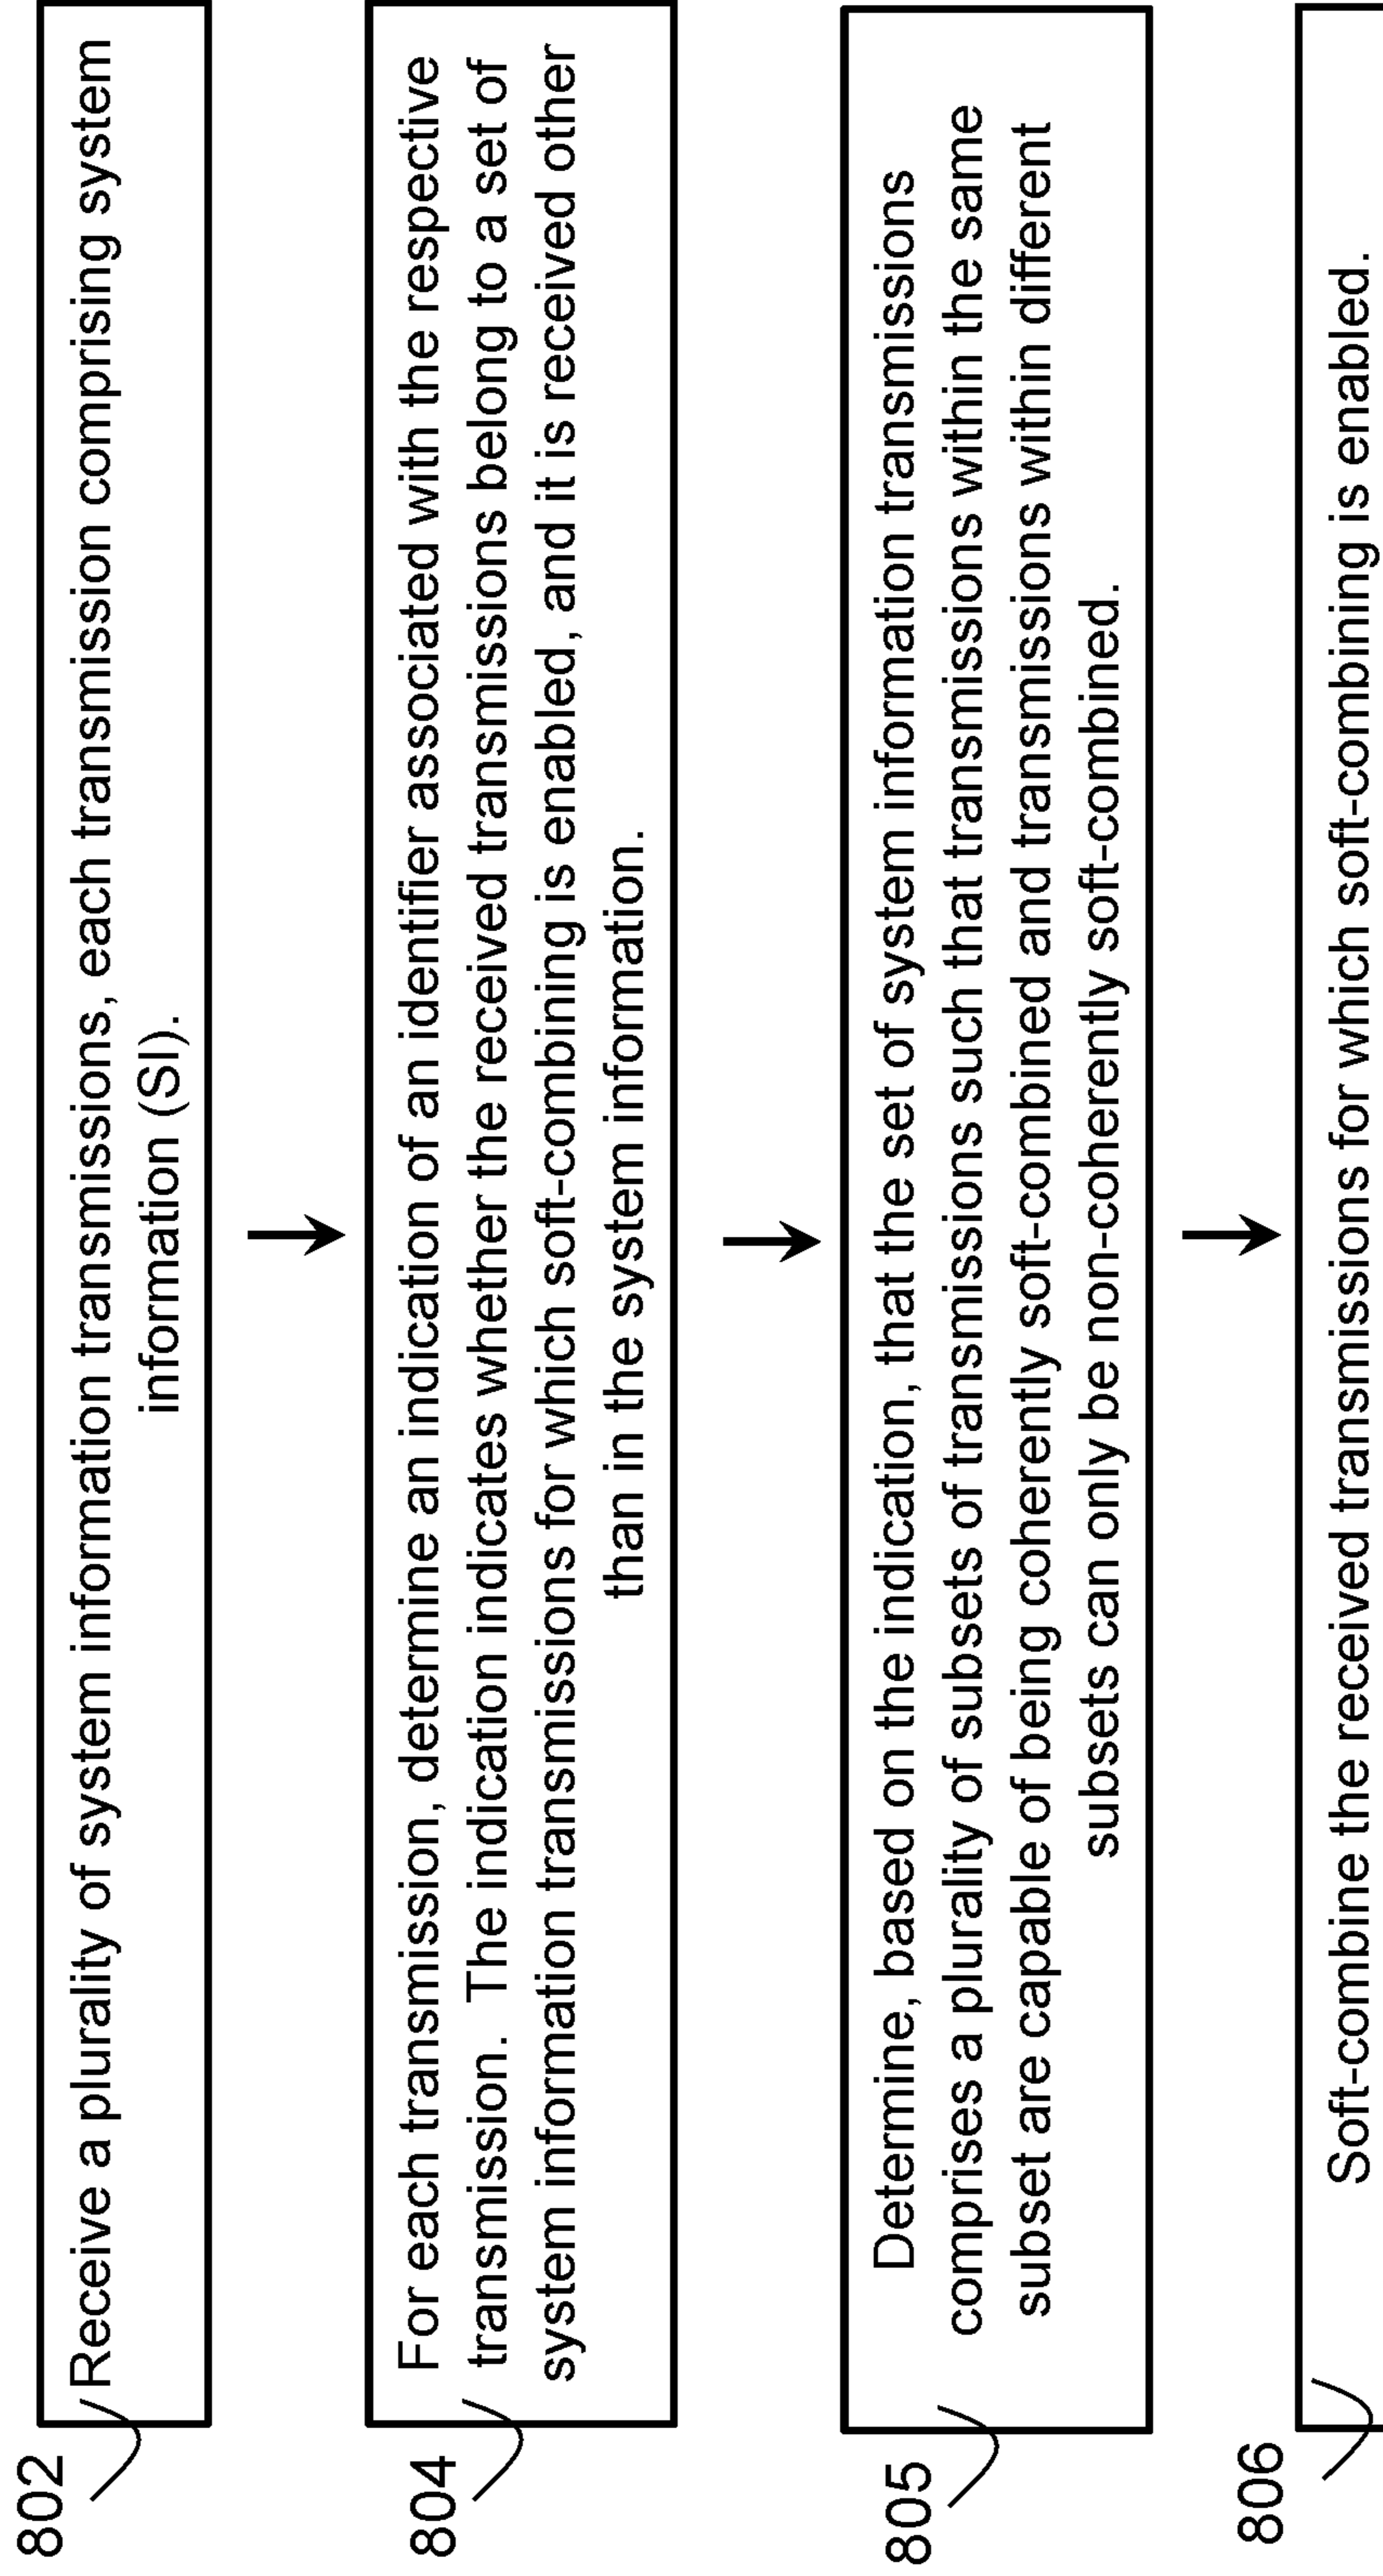 802
Receive a plurality of system information transmissions, each transmission comprising system
information (SI).
804
For each transmission, determine an indication of an identifier associated with the respective
transmission. The indication indicates whether the received transmissions belong to a set of
system information transmissions for which soft-combining is enabled, and it is received other
than in the system information.
805
Determine, based on the indication, that the set of system information transmissions
comprises a plurality of subsets of transmissions such that transmissions within the same
subset are capable of being coherently soft-combined and transmissions within different
subsets can only be non-coherently soft-combined.
806
Soft-combine the received transmissions for which soft-combining is enabled.